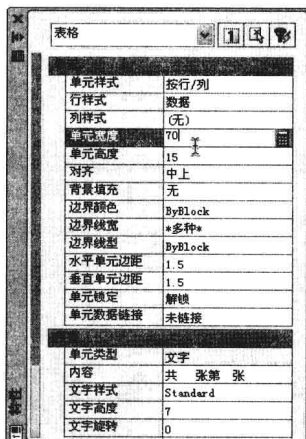 表格
单元样式 按行/列
行样式 数据
列样式 (无)
单元宽度 70
单元高度 15
对齐 中上
背景填充 无
边界颜色 ByBlock
边界线宽 *多种*
边界线型 ByBlock
水平单元边距 1.5
垂直单元边距 1.5
单元锁定 解锁
单元数据链接 未链接
单元类型 文字
内容 共 张第 张
文字样式 Standard
文字高度 7
文字旋转 0
特性